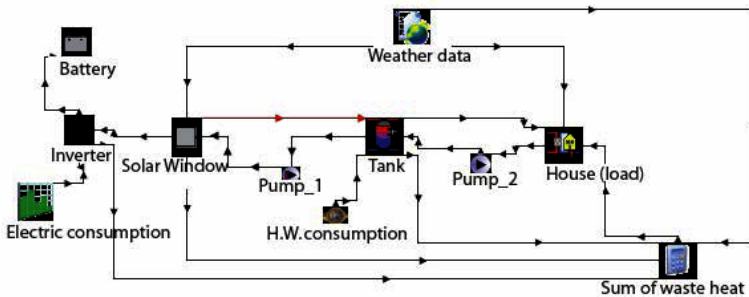 Weather data
Battery
Inverter
Solar Window
Pump_1
Tank
Pump_2
House (load)
Electric consumption
H.W.consumption
Sum of waste heat